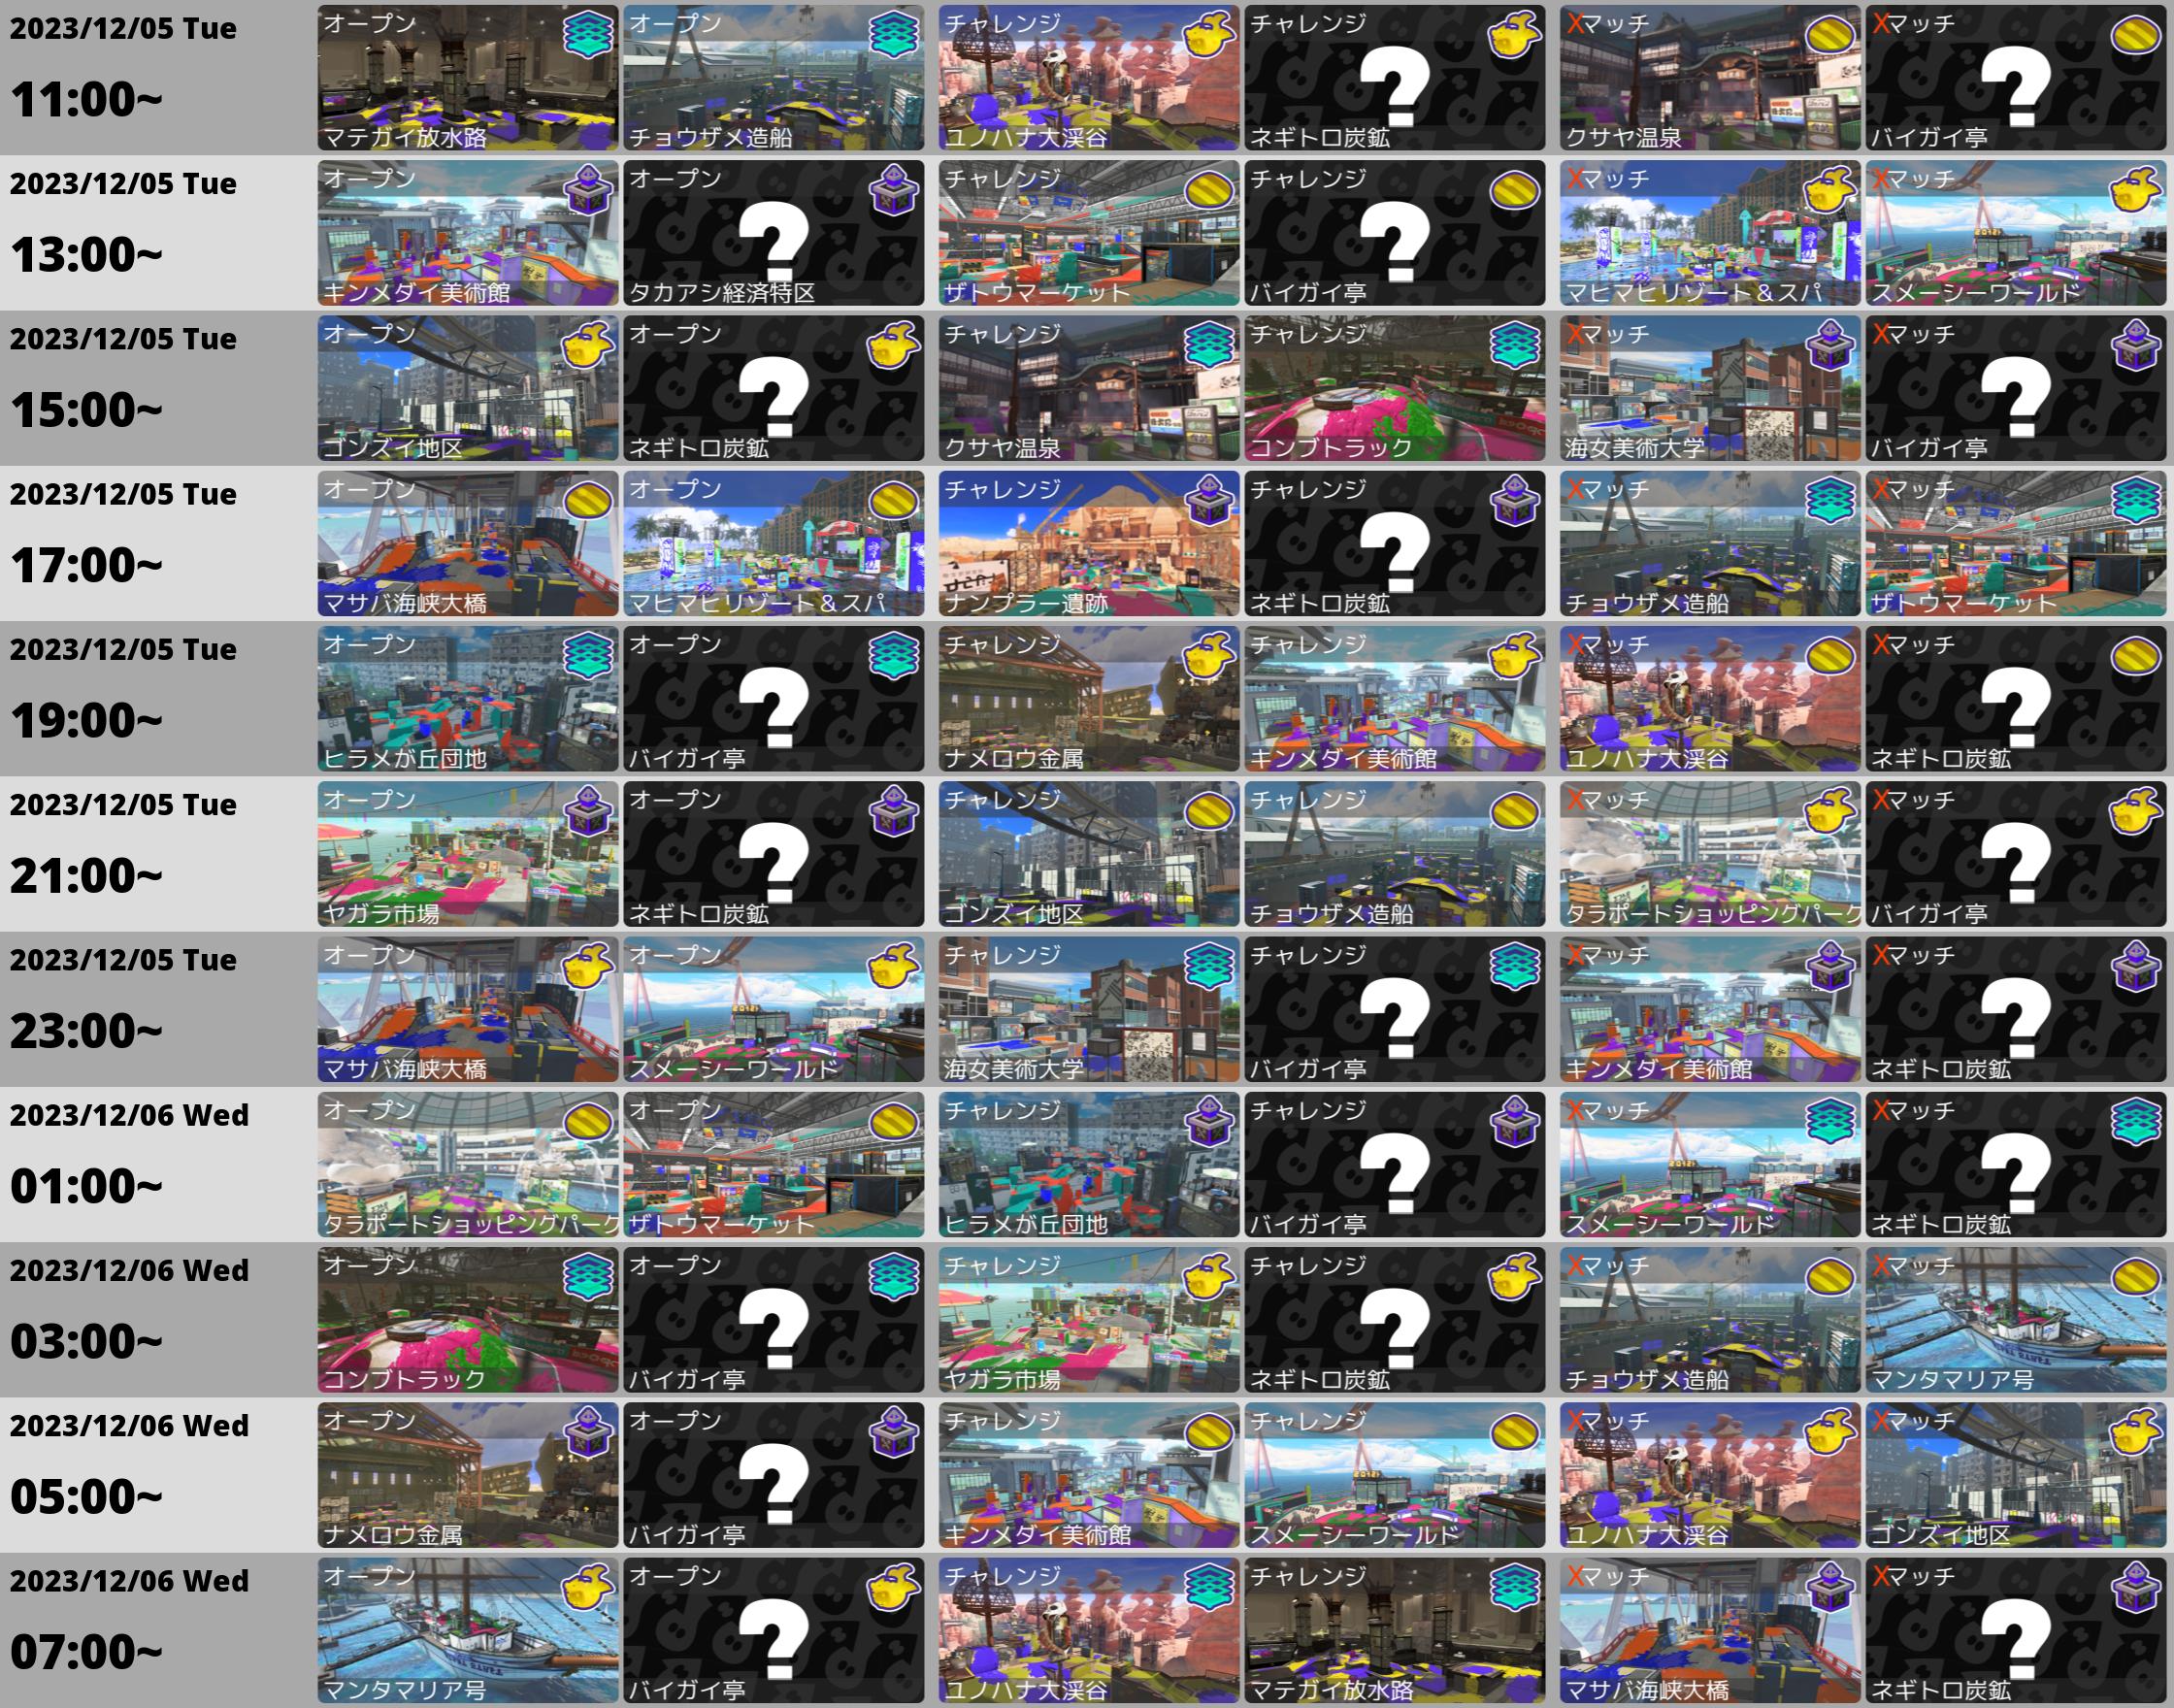 2023/12/05 Tue
11:00~
オープン
マテガイ放水路
オープン
チョウザメ造船
チャレンジ
ユノハナ大渓谷
チャレンジ
?
ネギトロ炭鉱
Xマッチ
クサヤ温泉
Xマッチ
?
バイガイ亭
2023/12/05 Tue
13:00~
オープン
キンメダイ美術館
オープン
?
タカアシ経済特区
チャレンジ
ザトウマーケット
チャレンジ
?
バイガイ亭
Xマッチ
マヒマヒリゾート&スパ
Xマッチ
スメーシーワールド
2023/12/05 Tue
15:00~
オープン
ゴンズイ地区
オープン
?
ネギトロ炭鉱
チャレンジ
クサヤ温泉
チャレンジ
コンブトラック
Xマッチ
海女美術大学
Xマッチ
?
バイガイ亭
2023/12/05 Tue
17:00~
オープン
マサバ海峡大橋
オープン
マヒマヒリゾート&スパ
チャレンジ
ナンプラー遺跡
チャレンジ
?
ネギトロ炭鉱
Xマッチ
チョウザメ造船
Xマッチ
ザトウマーケット
2023/12/05 Tue
19:00~
オープン
ヒラメが丘団地
オープン
?
バイガイ亭
チャレンジ
ナメロウ金属
チャレンジ
キンメダイ美術館
Xマッチ
ユノハナ大渓谷
Xマッチ
?
ネギトロ炭鉱
2023/12/05 Tue
21:00~
オープン
ヤガラ市場
オープン
?
ネギトロ炭鉱
チャレンジ
ゴンズイ地区
チャレンジ
チョウザメ造船
Xマッチ
タラポートショッピングパーク
Xマッチ
?
バイガイ亭
2023/12/05 Tue
23:00~
オープン
マサバ海峡大橋
オープン
スメーシーワールド
チャレンジ
海女美術大学
チャレンジ
?
バイガイ亭
Xマッチ
キンメダイ美術館
Xマッチ
?
ネギトロ炭鉱
2023/12/06 Wed
01:00~
オープン
タラポートショッピングパーク
オープン
ザトウマーケット
チャレンジ
ヒラメが丘団地
チャレンジ
?
バイガイ亭
Xマッチ
スメーシーワールド
Xマッチ
?
ネギトロ炭鉱
2023/12/06 Wed
03:00~
オープン
コンブトラック
オープン
?
バイガイ亭
チャレンジ
ヤガラ市場
チャレンジ
?
ネギトロ炭鉱
Xマッチ
チョウザメ造船
Xマッチ
マンタマリア号
2023/12/06 Wed
05:00~
オープン
ナメロウ金属
オープン
?
バイガイ亭
チャレンジ
キンメダイ美術館
チャレンジ
スメーシーワールド
Xマッチ
ユノハナ大渓谷
Xマッチ
ゴンズイ地区
2023/12/06 Wed
07:00~
オープン
マンタマリア号
オープン
?
バイガイ亭
チャレンジ
ユノハナ大渓谷
チャレンジ
マテガイ放水路
Xマッチ
マサバ海峡大橋
Xマッチ
?
ネギトロ炭鉱